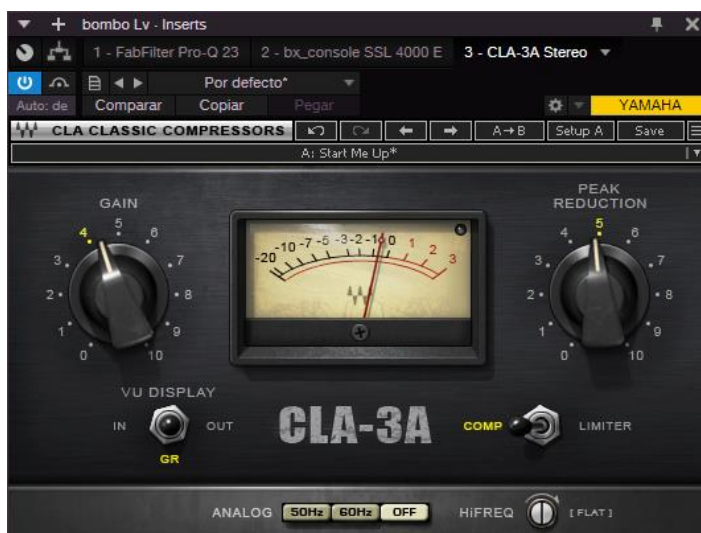 bombo Lv - Inserts
1 - FabFilter Pro-Q 23 2 - bx_console SSL 4000 E 3 - CLA-3A Stereo
Por defecto*
Auto: de Comparar Copiar Pegar YAMAHA
CLA CLASSIC COMPRESSORS A→B Setup A Save
A: Start Me Up*
GAIN
0 1 2 3 4 5 6 7 8 9 10
-20 -10 -7 -5 -3 -2 -1 0 1 2 3
PEAK
REDUCTION
0 1 2 3 5 6 7 8 9 10
VU DISPLAY
IN OUT
GR
CLA-3A
COMP LIMITER
ANALOG 50Hz 60Hz OFF HiFREQ [FLAT]